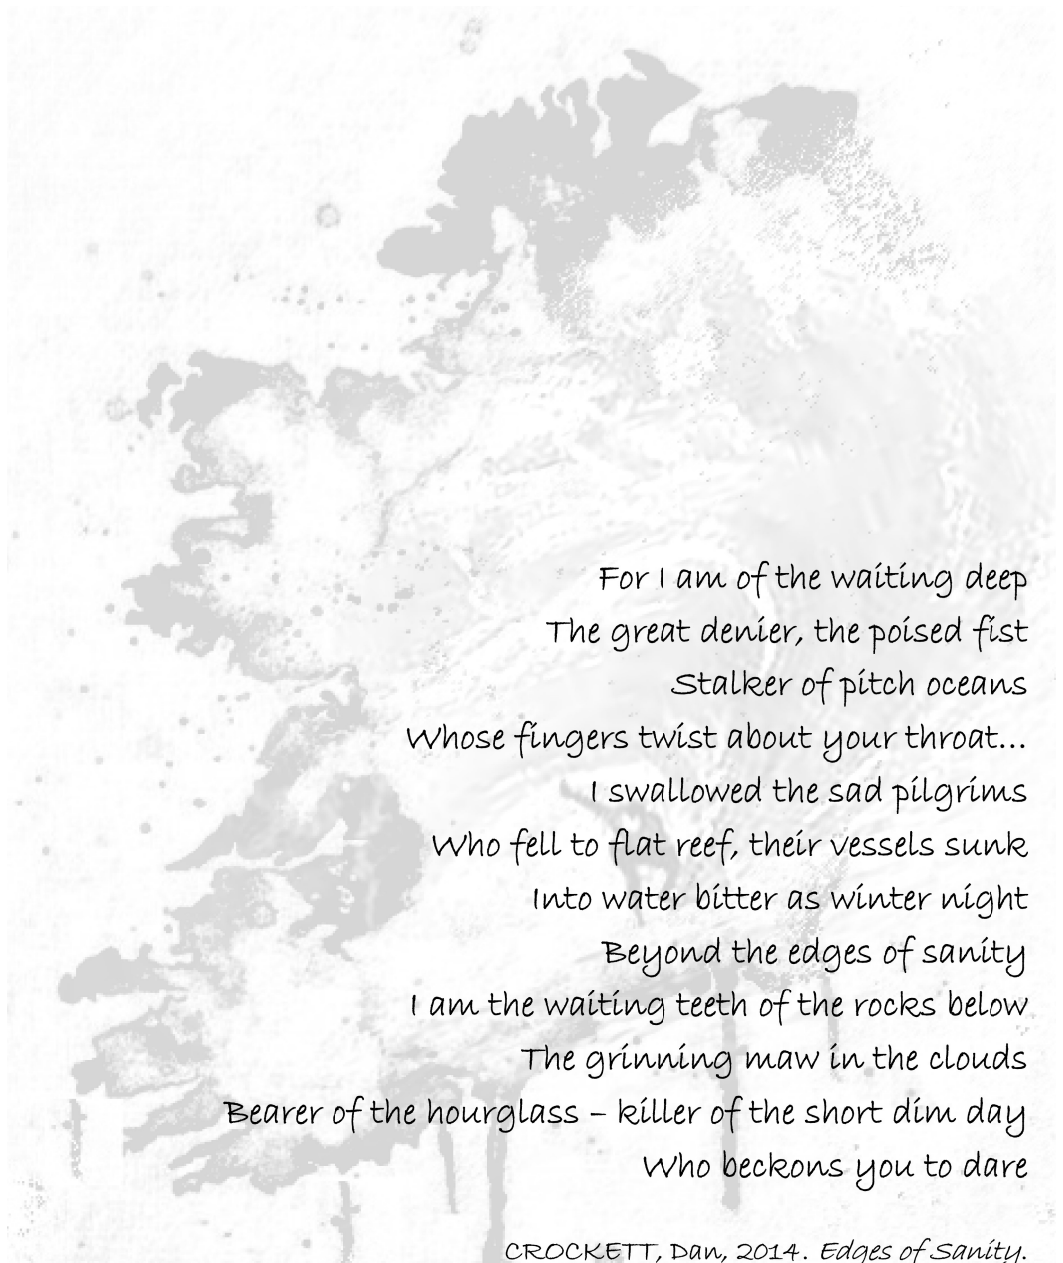 For I am of the waiting deep
The great denier, the poised fist
Stalker of pitch oceans
Whose fingers twist about your throat...
I swallowed the sad pilgrims
Who fell to flat reef, their vessels sunk
Into water bitter as winter night
Beyond the edges of sanity
I am the waiting teeth of the rocks below
The grinning maw in the clouds
Bearer of the hourglass – killer of the short dim day
Who beckons you to dare
CROCKETT, Dan, 2014. Edges of Sanity.